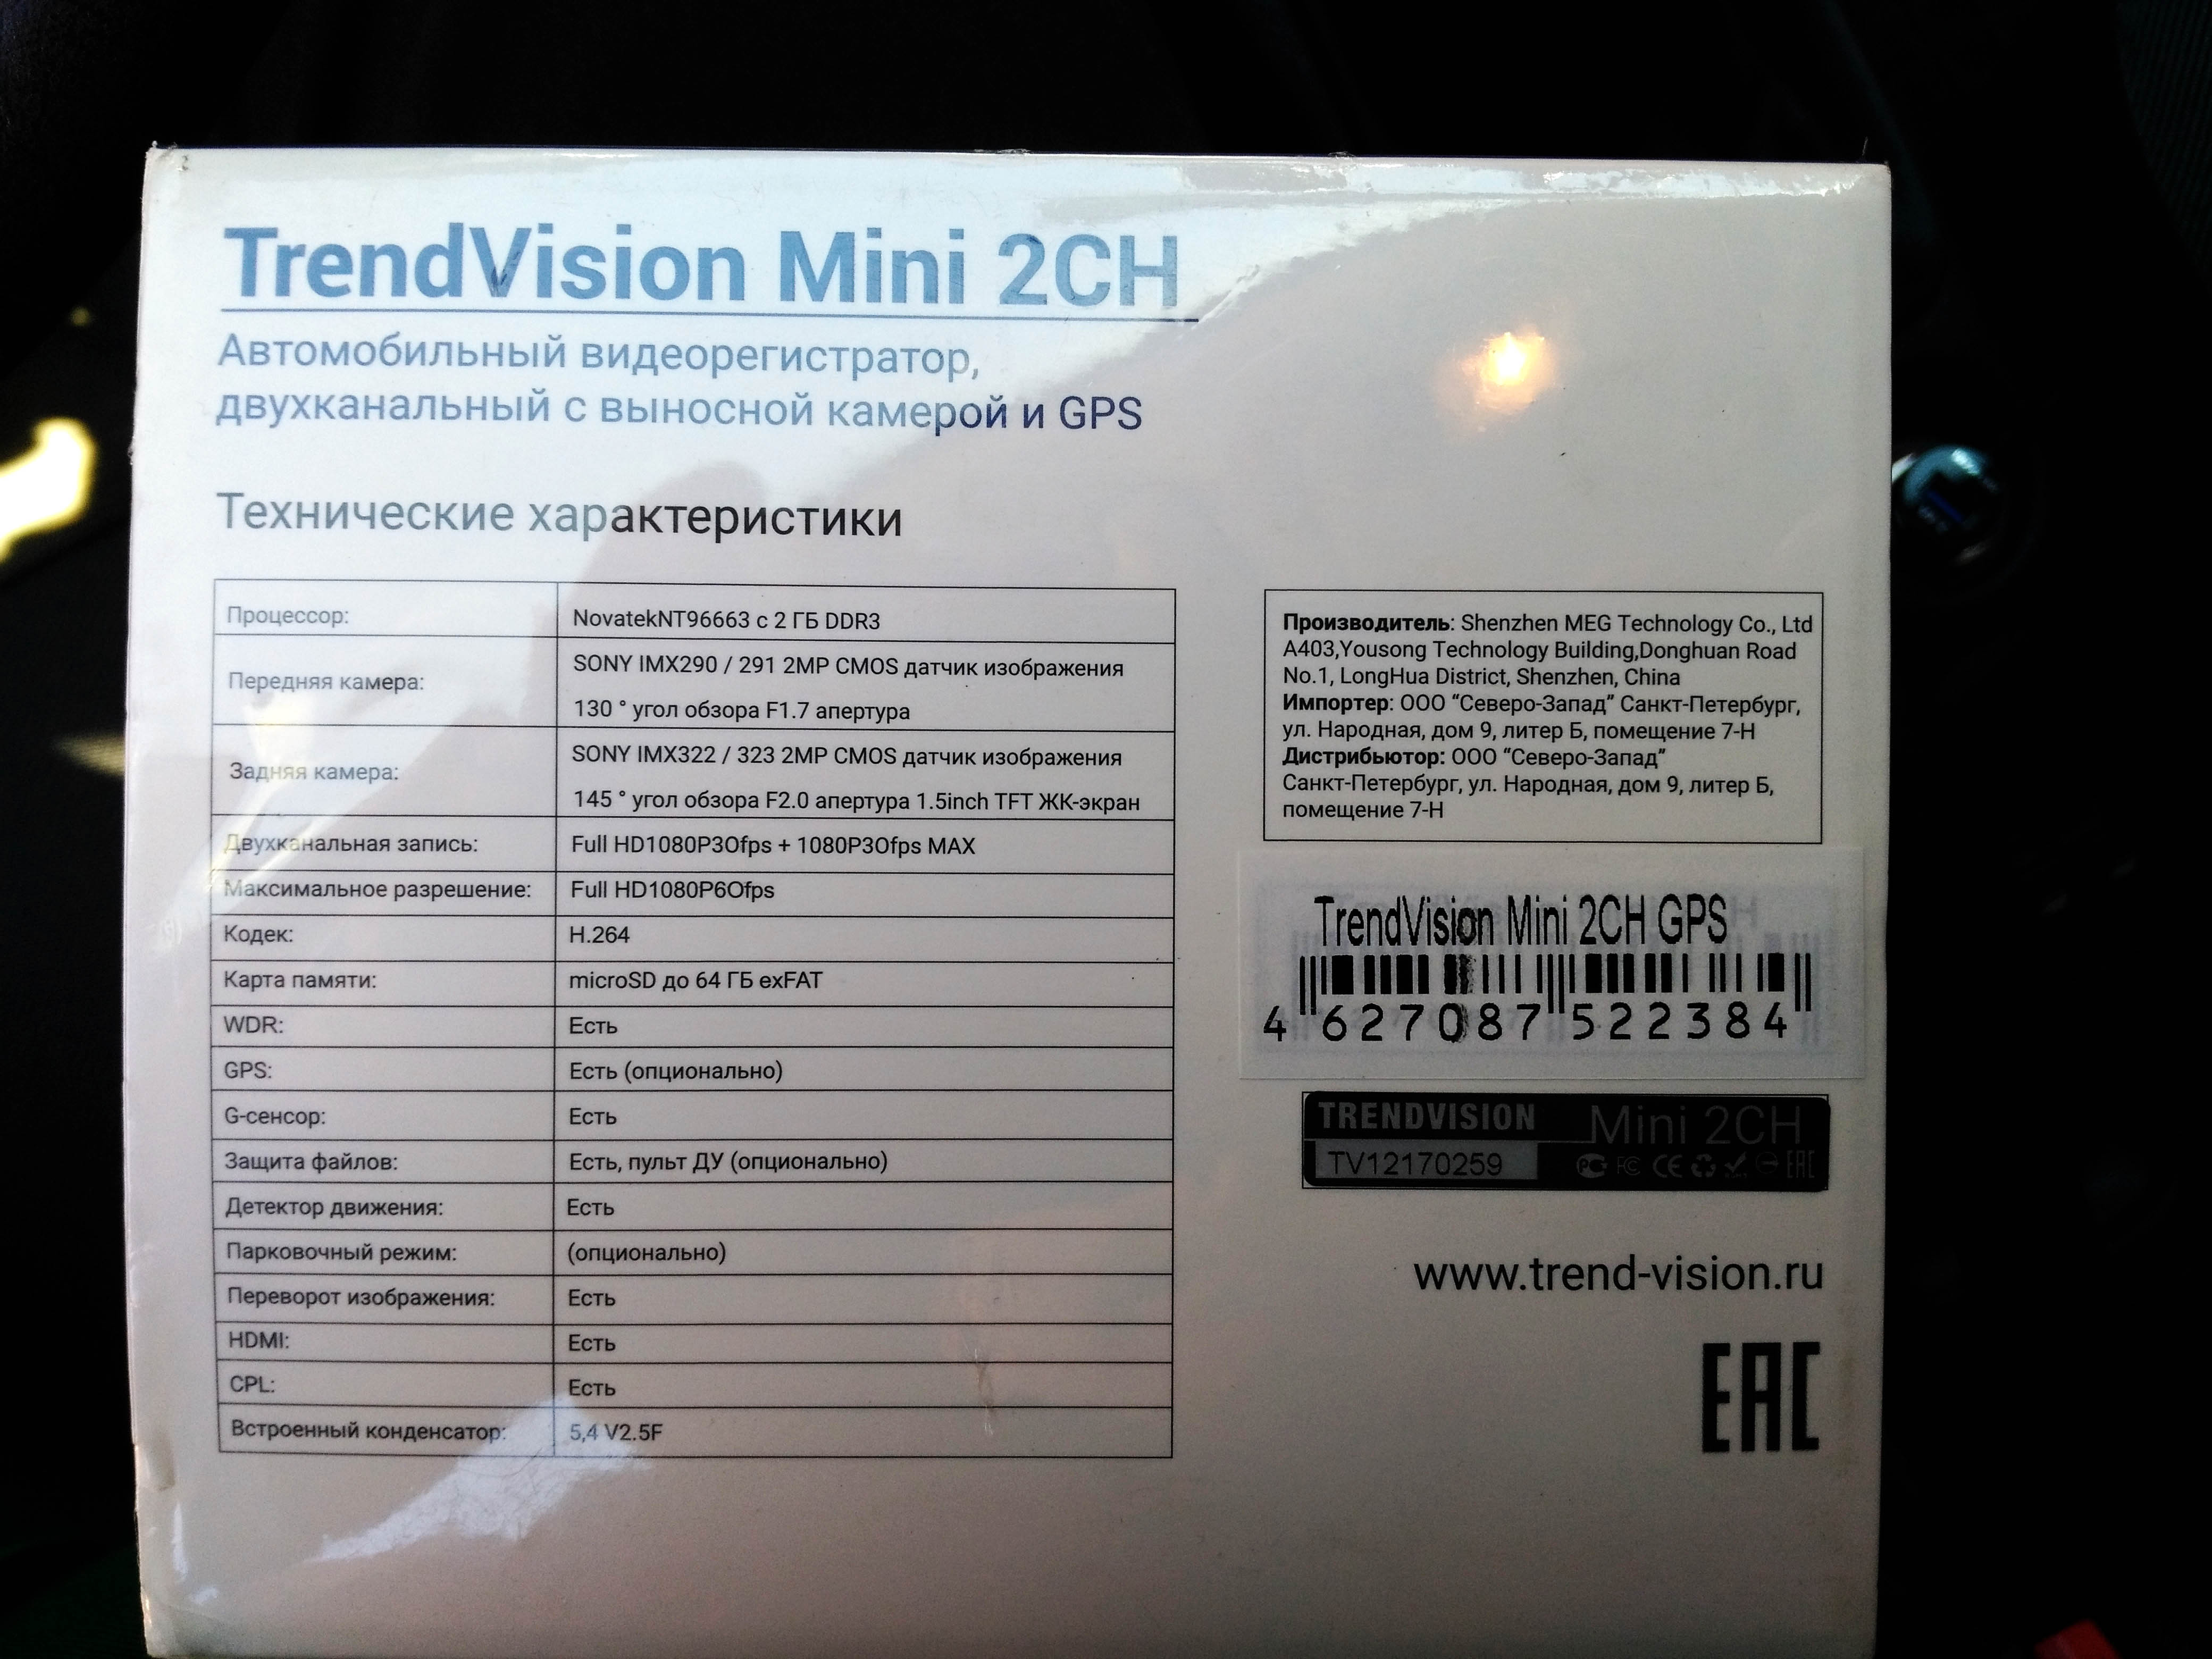 TrendVision Mini 2CH
Автомобильный видеорегистратор,
двухканальный с выносной камерой и GPS
Технические характеристики
Процессор: NovatekNT96663 с 2 ГБ DDR3
Передняя камера: SONY IMX290 / 291 2MP CMOS датчик изображения
130 ° угол обзора F1.7 апертура
Задняя камера: SONY IMX322 / 323 2MP CMOS датчик изображения
145 ° угол обзора F2.0 апертура 1.5inch TFT ЖК-экран
Двухканальная запись: Full HD1080P3Ofps + 1080P3Ofps MAX
Максимальное разрешение: Full HD1080P6Ofps
Кодек: H.264
Карта памяти: microSD до 64 ГБ exFAT
WDR: Есть
GPS: Есть (опционально)
G-сенсор: Есть
Защита файлов: Есть, пульт ДУ (опционально)
Детектор движения: Есть
Парковочный режим: (опционально)
Переворот изображения: Есть
HDMI: Есть
CPL: Есть
Встроенный конденсатор: 5,4 V2.5F
Производитель: Shenzhen MEG Technology Co., Ltd
A403,Yousong Technology Building,Donghuan Road
No.1, LongHua District, Shenzhen, China
Импортер: ООО “Северо-Запад” Санкт-Петербург,
ул. Народная, дом 9, литер Б, помещение 7-Н
Дистрибьютор: ООО “Северо-Запад”
Санкт-Петербург, ул. Народная, дом 9, литер Б,
помещение 7-Н
TrendVision Mini 2CH GPS
4 627087 522384
TRENDVISION Mini 2CH
TV12170259 PC FC CE EAC
www.trend-vision.ru
EAC